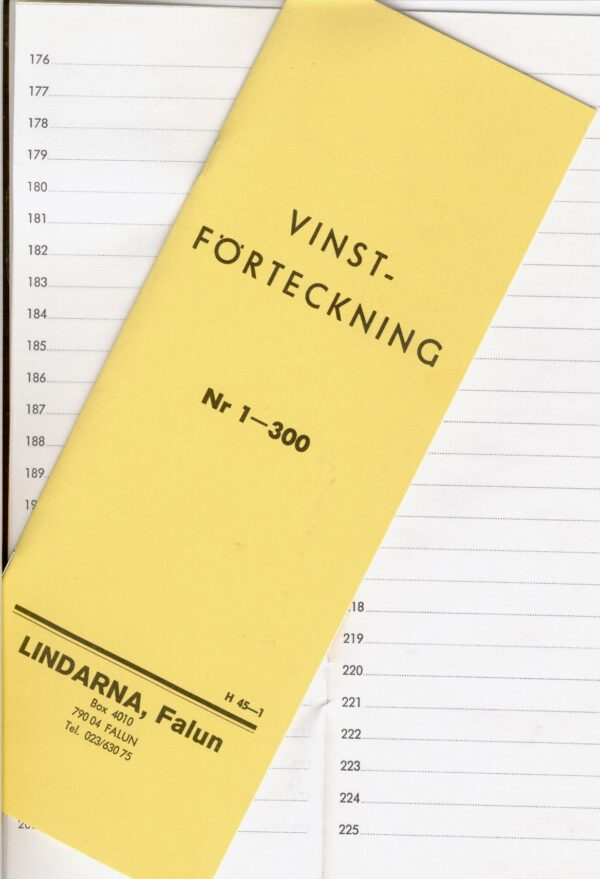 176
177
178
179
180
181
182
183
184
185
186
187
188
189
VINST-
FÖRTECKNING
Nr 1—300
H 45—1
LINDARNA, Falun
Box 4010
790 04 FALUN
Tel. 023/630 75
219
220
221
222
223
224
225